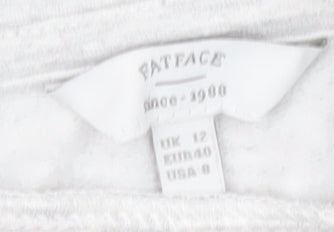 FATFACE
since - 1988
UK 12
EUR40
USA 8